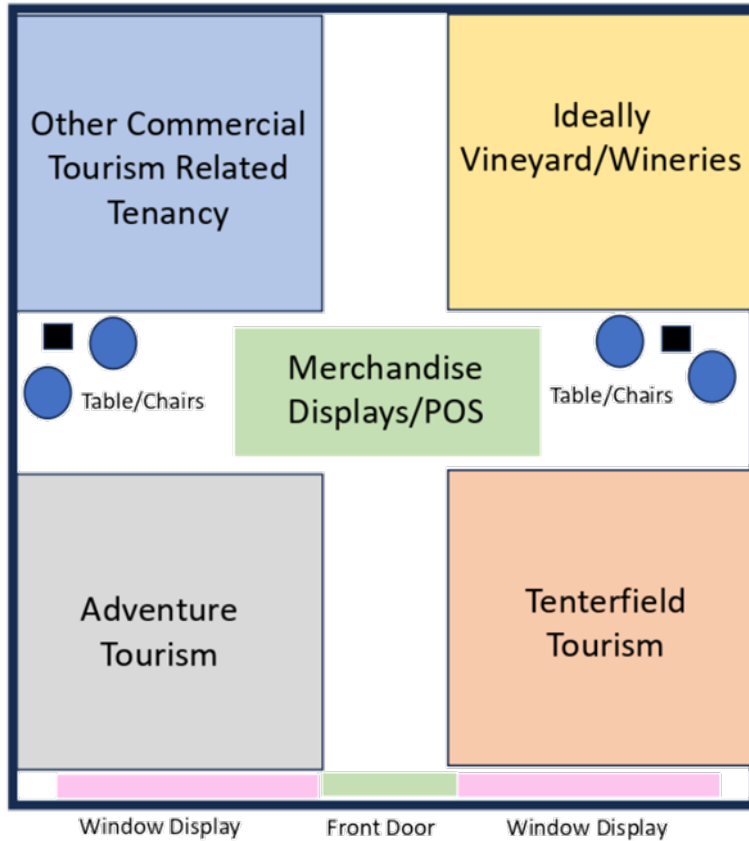 Other Commercial
Tourism Related
Tenancy
Ideally
Vineyard/Wineries
Merchandise
Displays/POS
Table/Chairs
Table/Chairs
Adventure
Tourism
Tenterfield
Tourism
Window Display
Front Door
Window Display